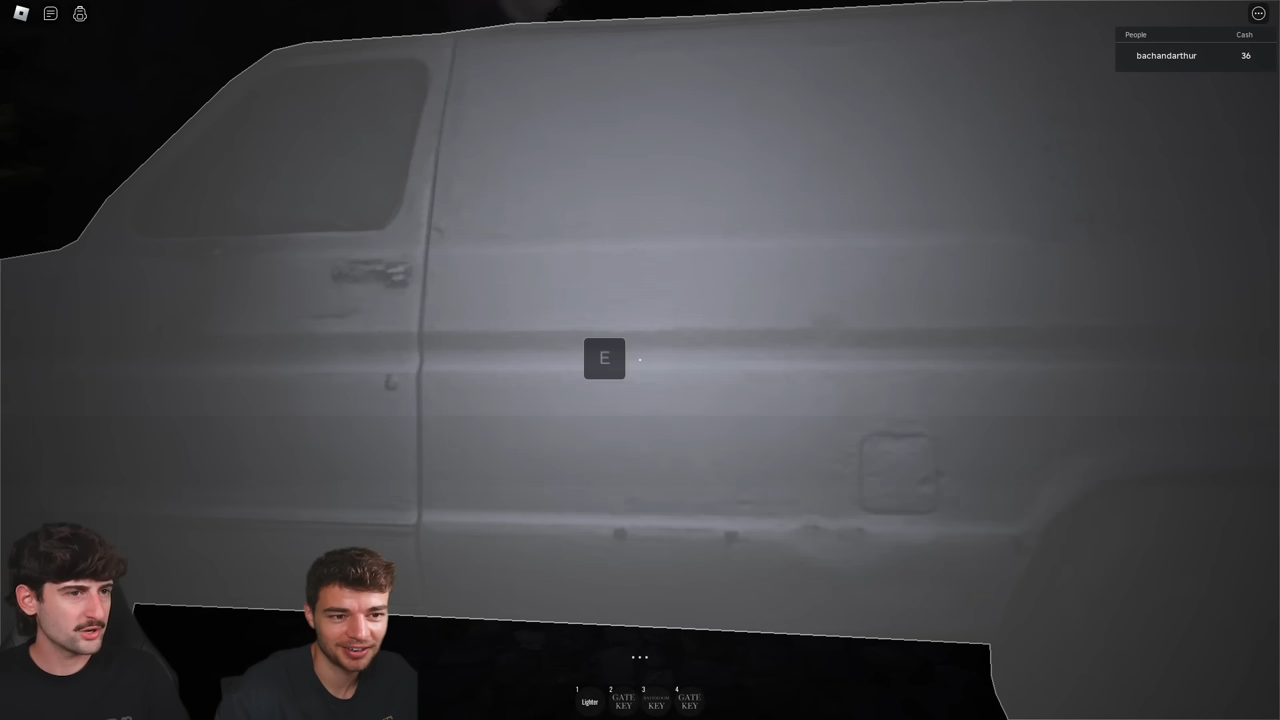 People Cash
bachandarthur 36
E
...
1 2 3 4
Lighter
GATE KEY
KEY
GATE KEY